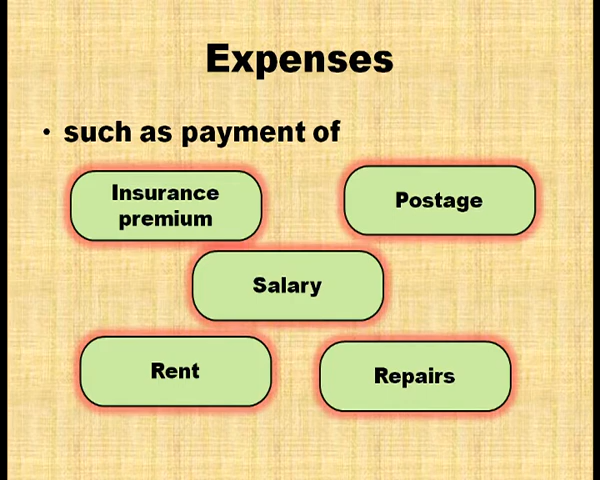 Expenses
• such as payment of
Insurance
premium
Postage
Salary
Rent
Repairs